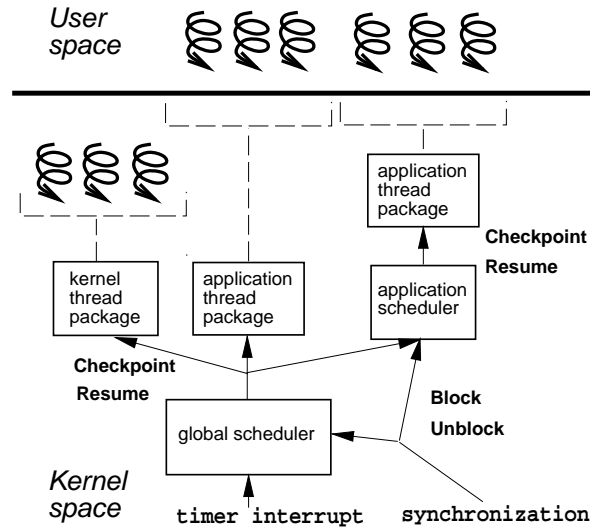 User
space
application
thread
package
Checkpoint
Resume
kernel
thread
package
application
thread
package
application
scheduler
Checkpoint
Resume
Block
Unblock
global scheduler
Kernel
space
timer interrupt
synchronization